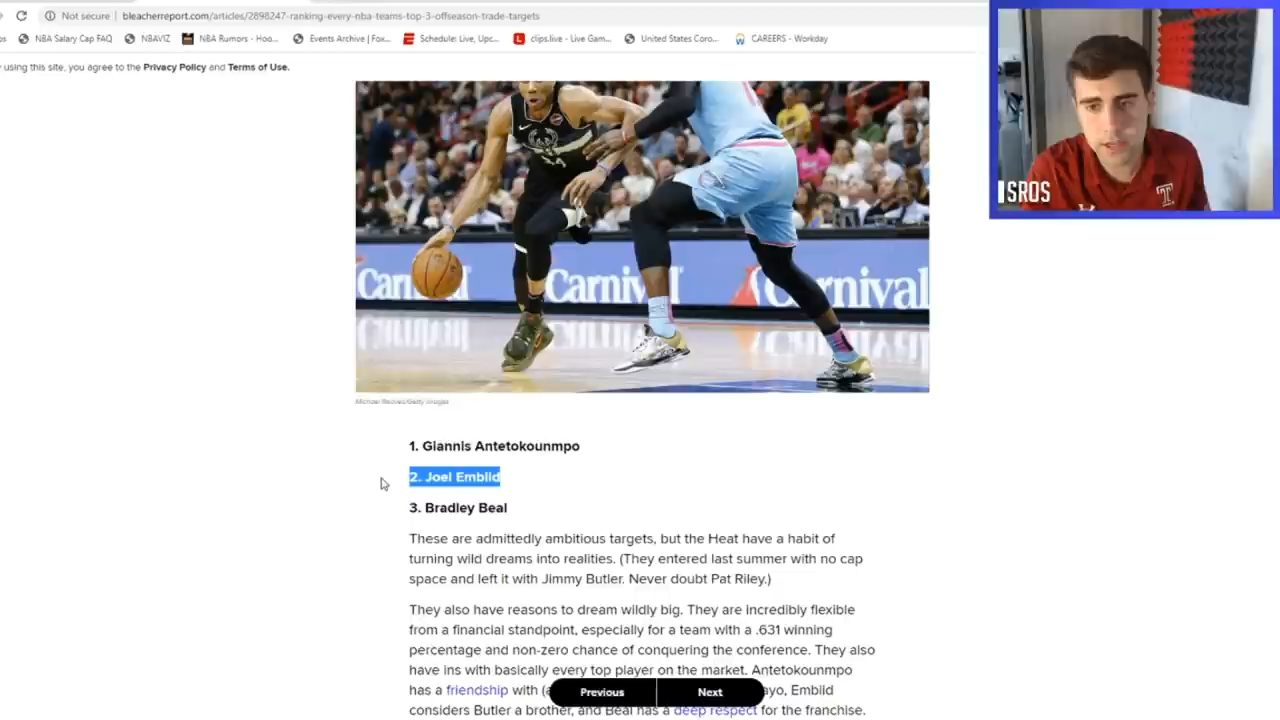 Not secure | bleacherreport.com/articles/2898247-ranking-every-nba-teams-top-3-offseason-trade-targets
NBA Salary Cap FAQ NBAVIZ NBA Rumors - Hoo... Events Archive | Fox... Schedule: Live, Upc... clips.live - Live Gam... United States Coro... CAREERS - Workday
using this site, you agree to the Privacy Policy and Terms of Use.
SROS
T
Carnival Carnival Carnival
Michael Reaves/Getty Images
1. Giannis Antetokounmpo
2. Joel Embiid
3. Bradley Beal
These are admittedly ambitious targets, but the Heat have a habit of
turning wild dreams into realities. (They entered last summer with no cap
space and left it with Jimmy Butler. Never doubt Pat Riley.)
They also have reasons to dream wildly big. They are incredibly flexible
from a financial standpoint, especially for a team with a .631 winning
percentage and non-zero chance of conquering the conference. They also
have ins with basically every top player on the market. Antetokounmpo
has a friendship with (a
ayo, Embiid
Previous Next
considers Butler a brother, and Beal has a deep respect for the franchise.